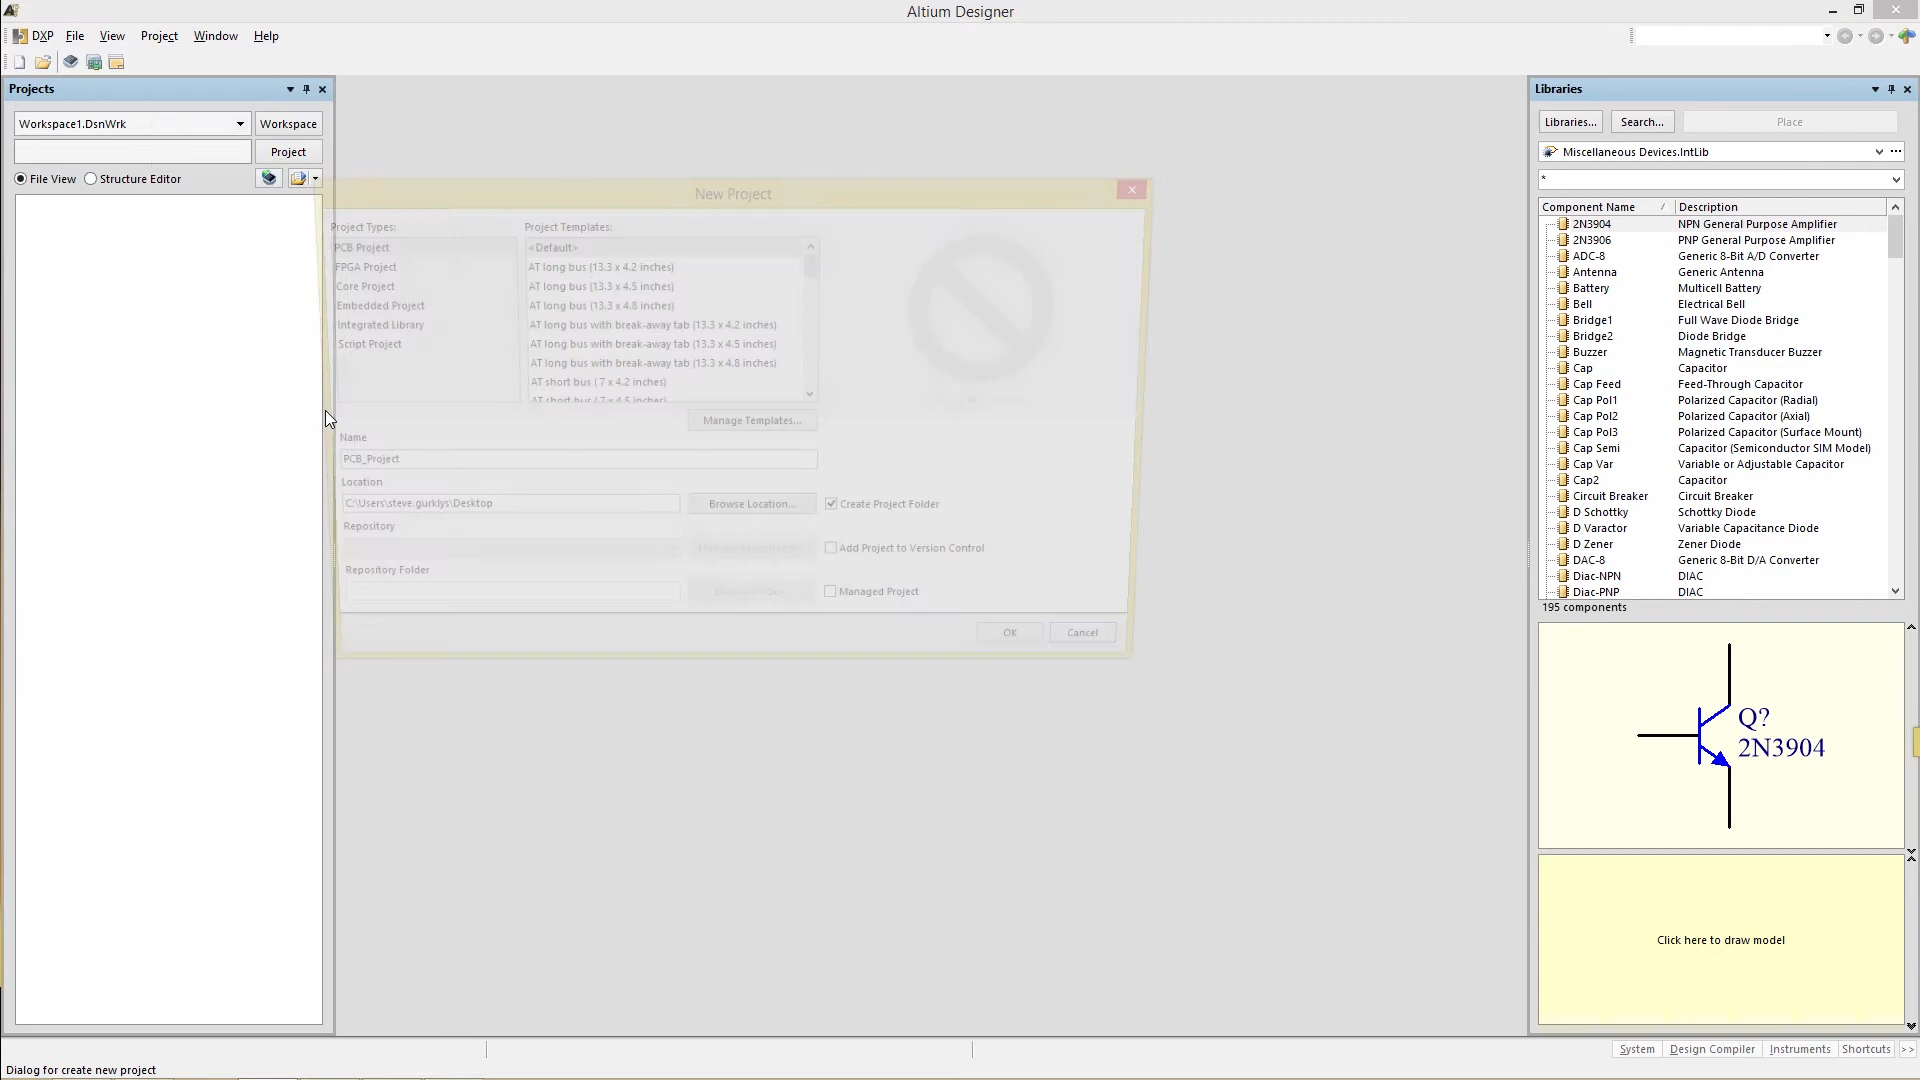 Altium Designer
DXP File View Project Window Help
Projects
Workspace1.DsnWrk Workspace
Project
File View Structure Editor
New Project
Project Types:
PCB Project
FPGA Project
Core Project
Embedded Project
Integrated Library
Script Project
Project Templates:
<Default>
AT long bus (13.3 x 4.2 inches)
AT long bus (13.3 x 4.5 inches)
AT long bus (13.3 x 4.8 inches)
AT long bus with break-away tab (13.3 x 4.2 inches)
AT long bus with break-away tab (13.3 x 4.5 inches)
AT long bus with break-away tab (13.3 x 4.8 inches)
AT short bus ( 7 x 4.2 inches)
AT short bus ( 7 x 4.5 inches)
Manage Templates...
Name
PCB_Project
Location
C:\Users\steve.gurklys\Desktop Browse Location... Create Project Folder
Repository
Add Project to Version Control
Repository Folder
Managed Project
OK Cancel
Libraries
Libraries... Search... Place
Miscellaneous Devices.IntLib ...
*
Component Name / Description
2N3904 NPN General Purpose Amplifier
2N3906 PNP General Purpose Amplifier
ADC-8 Generic 8-Bit A/D Converter
Antenna Generic Antenna
Battery Multicell Battery
Bell Electrical Bell
Bridge1 Full Wave Diode Bridge
Bridge2 Diode Bridge
Buzzer Magnetic Transducer Buzzer
Cap Capacitor
Cap Feed Feed-Through Capacitor
Cap Pol1 Polarized Capacitor (Radial)
Cap Pol2 Polarized Capacitor (Axial)
Cap Pol3 Polarized Capacitor (Surface Mount)
Cap Semi Capacitor (Semiconductor SIM Model)
Cap Var Variable or Adjustable Capacitor
Cap2 Capacitor
Circuit Breaker Circuit Breaker
D Schottky Schottky Diode
D Varactor Variable Capacitance Diode
D Zener Zener Diode
DAC-8 Generic 8-Bit D/A Converter
Diac-NPN DIAC
Diac-PNP DIAC
195 components
Q?
2N3904
Click here to draw model
System Design Compiler Instruments Shortcuts >>
Dialog for create new project